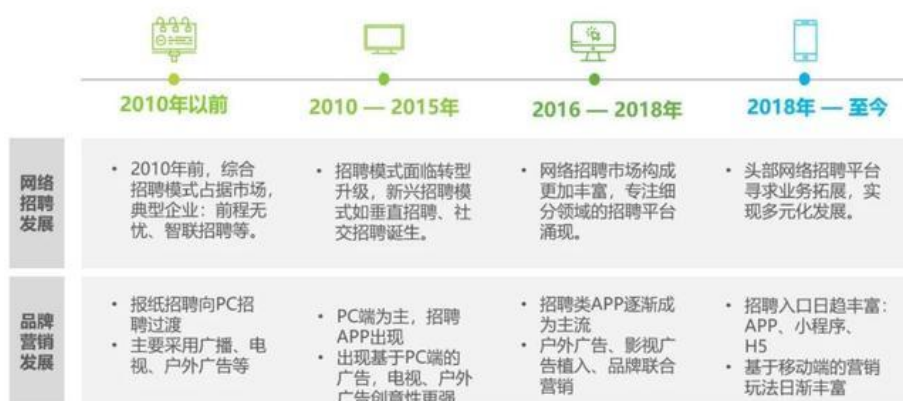 2010年以前
2010 — 2015年
2016 — 2018年
2018年 — 至今
网络
招聘
发展
• 2010年前，综合
招聘模式占据市场，
典型企业：前程无
忧、智联招聘等。
• 招聘模式面临转型
升级，新兴招聘模
式如垂直招聘、社
交招聘诞生。
• 网络招聘市场构成
更加丰富，专注细
分领域的招聘平台
涌现。
• 头部网络招聘平台
寻求业务拓展，实
现多元化发展。
品牌
营销
发展
• 报纸招聘向PC招
聘过渡
• 主要采用广播、电
视、户外广告等
• PC端为主，招聘
APP出现
• 出现基于PC端的
广告，电视、户外
广告创意性更强
• 招聘类APP逐渐成
为主流
• 户外广告、影视广
告植入、品牌联合
营销
• 招聘入口日趋丰富：
APP、小程序、
H5
• 基于移动端的营销
玩法日渐丰富